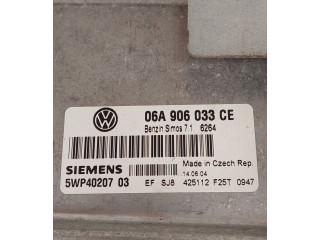 06A 906 033 CE
Benzin Simos 7.1 6264
SIEMENS
Made in Czech Rep.
14.06.04
5WP40207 03
EF SJ8 425112 F25T 0947